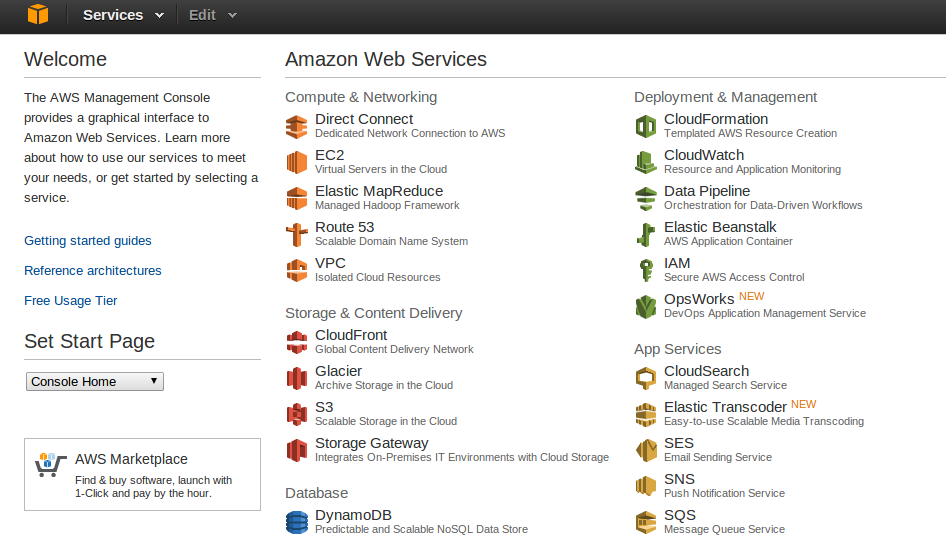 Services Edit
Welcome
The AWS Management Console
provides a graphical interface to
Amazon Web Services. Learn more
about how to use our services to meet
your needs, or get started by selecting a
service.
Getting started guides
Reference architectures
Free Usage Tier
Set Start Page
Console Home
AWS Marketplace
Find & buy software, launch with
1-Click and pay by the hour.
Amazon Web Services
Compute & Networking
Direct Connect
Dedicated Network Connection to AWS
EC2
Virtual Servers in the Cloud
Elastic MapReduce
Managed Hadoop Framework
Route 53
Scalable Domain Name System
VPC
Isolated Cloud Resources
Storage & Content Delivery
CloudFront
Global Content Delivery Network
Glacier
Archive Storage in the Cloud
S3
Scalable Storage in the Cloud
Storage Gateway
Integrates On-Premises IT Environments with Cloud Storage
Database
DynamoDB
Predictable and Scalable NoSQL Data Store
Deployment & Management
CloudFormation
Templated AWS Resource Creation
CloudWatch
Resource and Application Monitoring
Data Pipeline
Orchestration for Data-Driven Workflows
Elastic Beanstalk
AWS Application Container
IAM
Secure AWS Access Control
OpsWorks NEW
DevOps Application Management Service
App Services
CloudSearch
Managed Search Service
Elastic Transcoder NEW
Easy-to-use Scalable Media Transcoding
SES
Email Sending Service
SNS
Push Notification Service
SQS
Message Queue Service